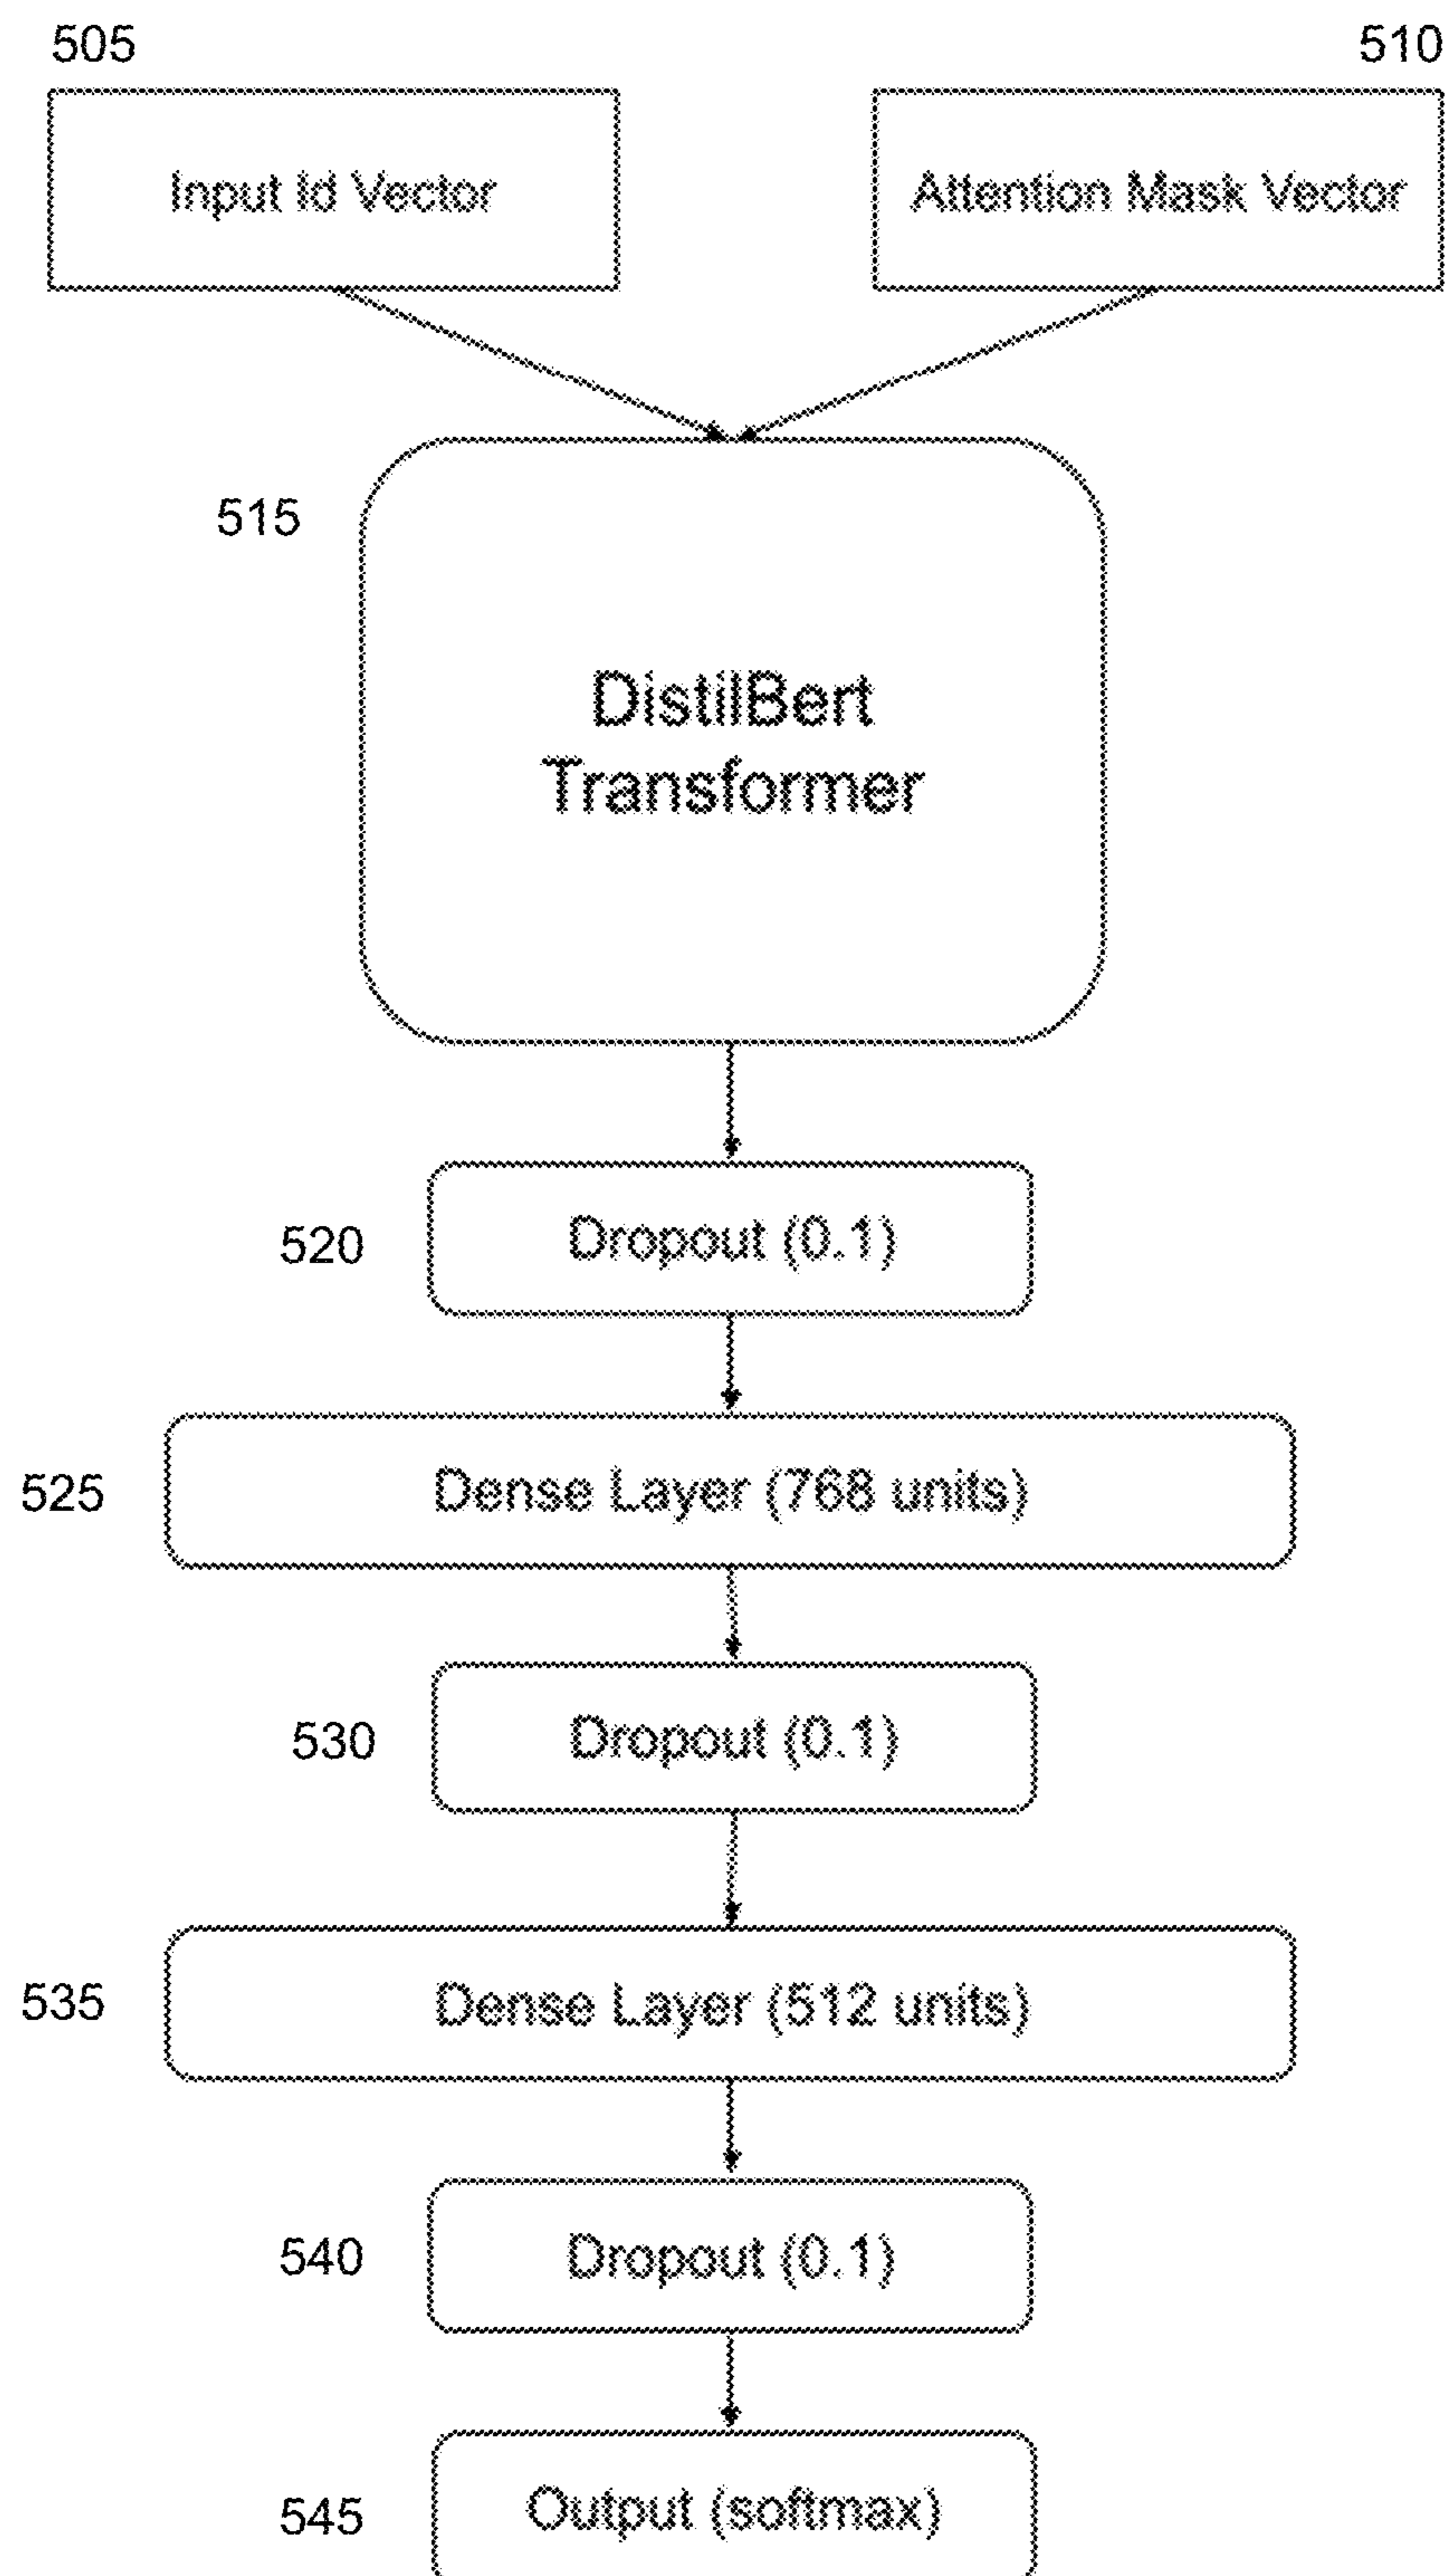 505
510
Input Id Vector
Attention Mask Vector
515
DistilBert
Transformer
520
Dropout (0.1)
525
Dense Layer (768 units)
530
Dropout (0.1)
535
Dense Layer (512 units)
540
Dropout (0.1)
545
Output (softmax)